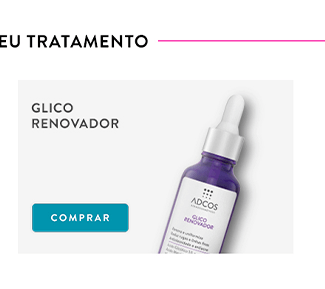 EU TRATAMENTO
GLICO
RENOVADOR
COMPRAR
ADCOS
GLICO
RENOVADOR